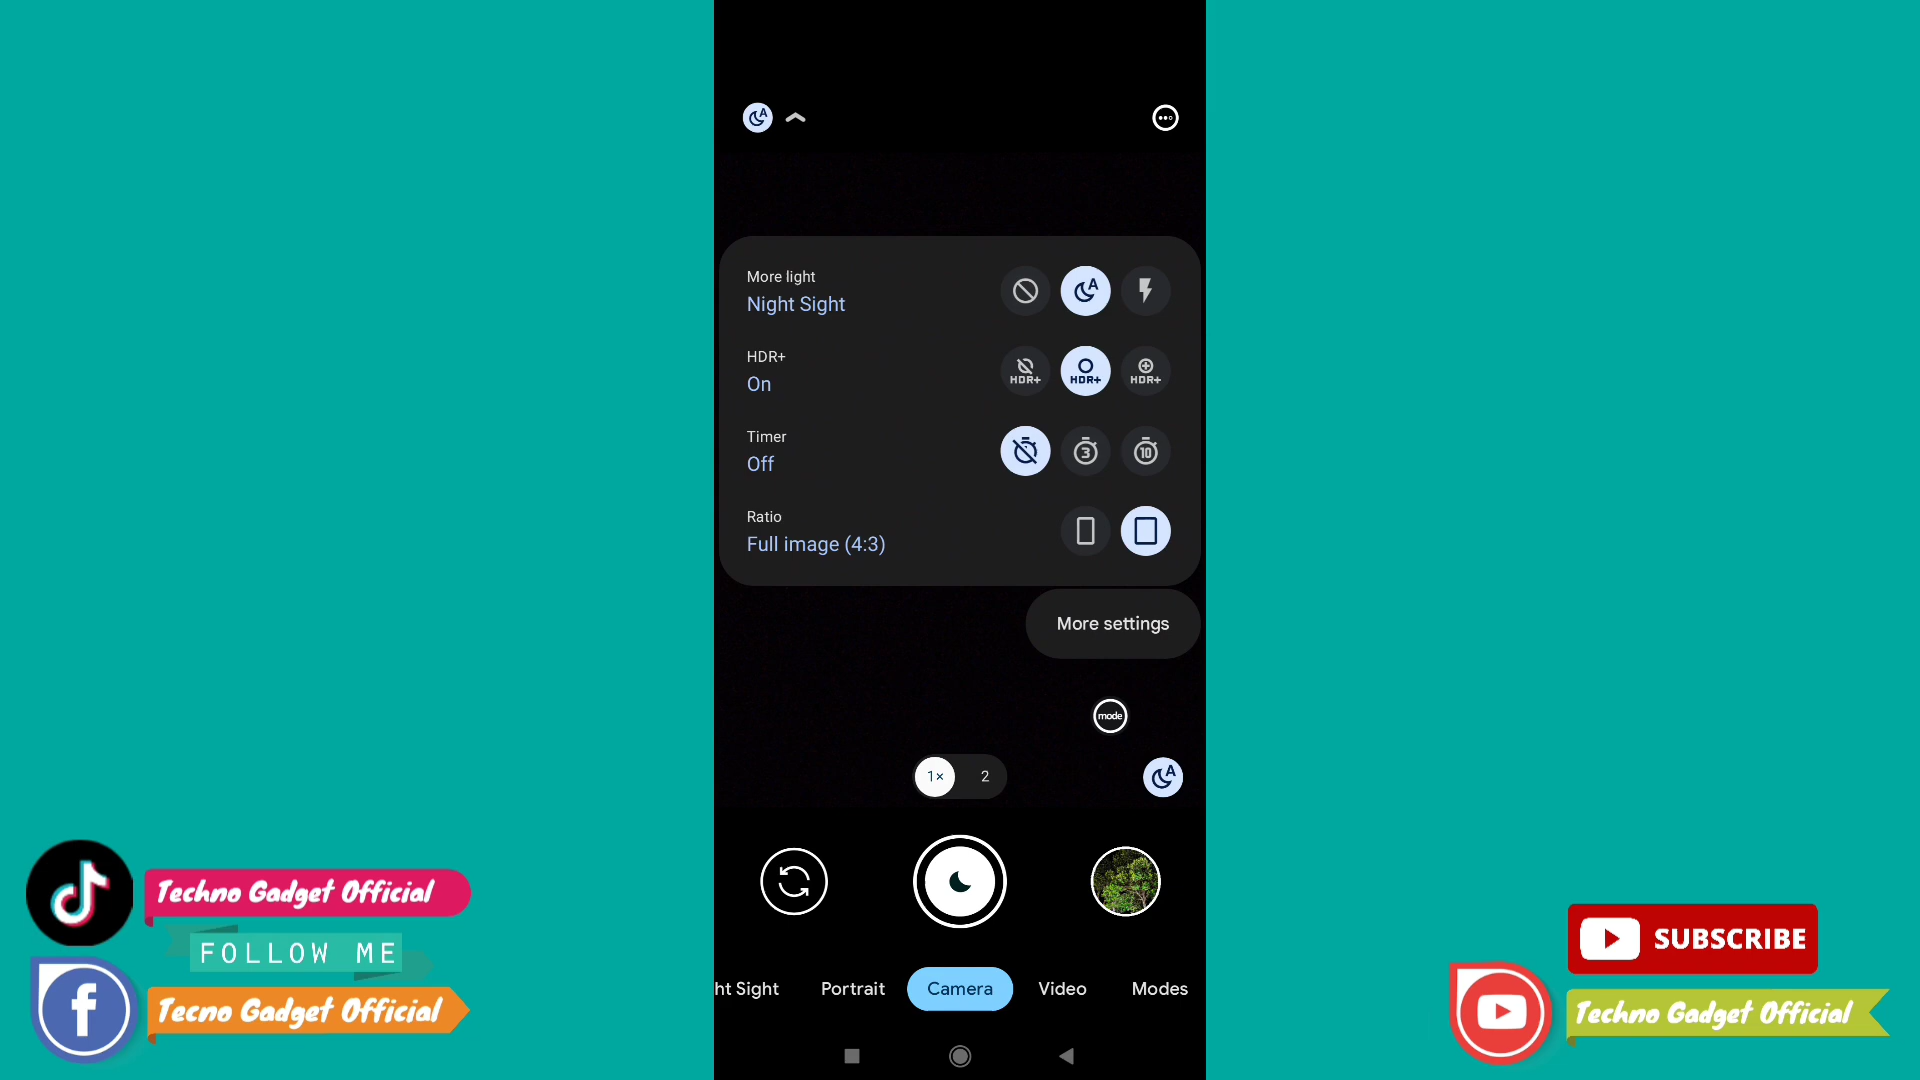 More light
Night Sight
HDR+
On
HDR+ HDR+ HDR+
Timer
Off
3 10
Ratio
Full image (4:3)
More settings
mode
1× 2
A
ht Sight Portrait Camera Video Modes
Techno Gadget Official
FOLLOW ME
Tecno Gadget Official
SUBSCRIBE
Techno Gadget Official